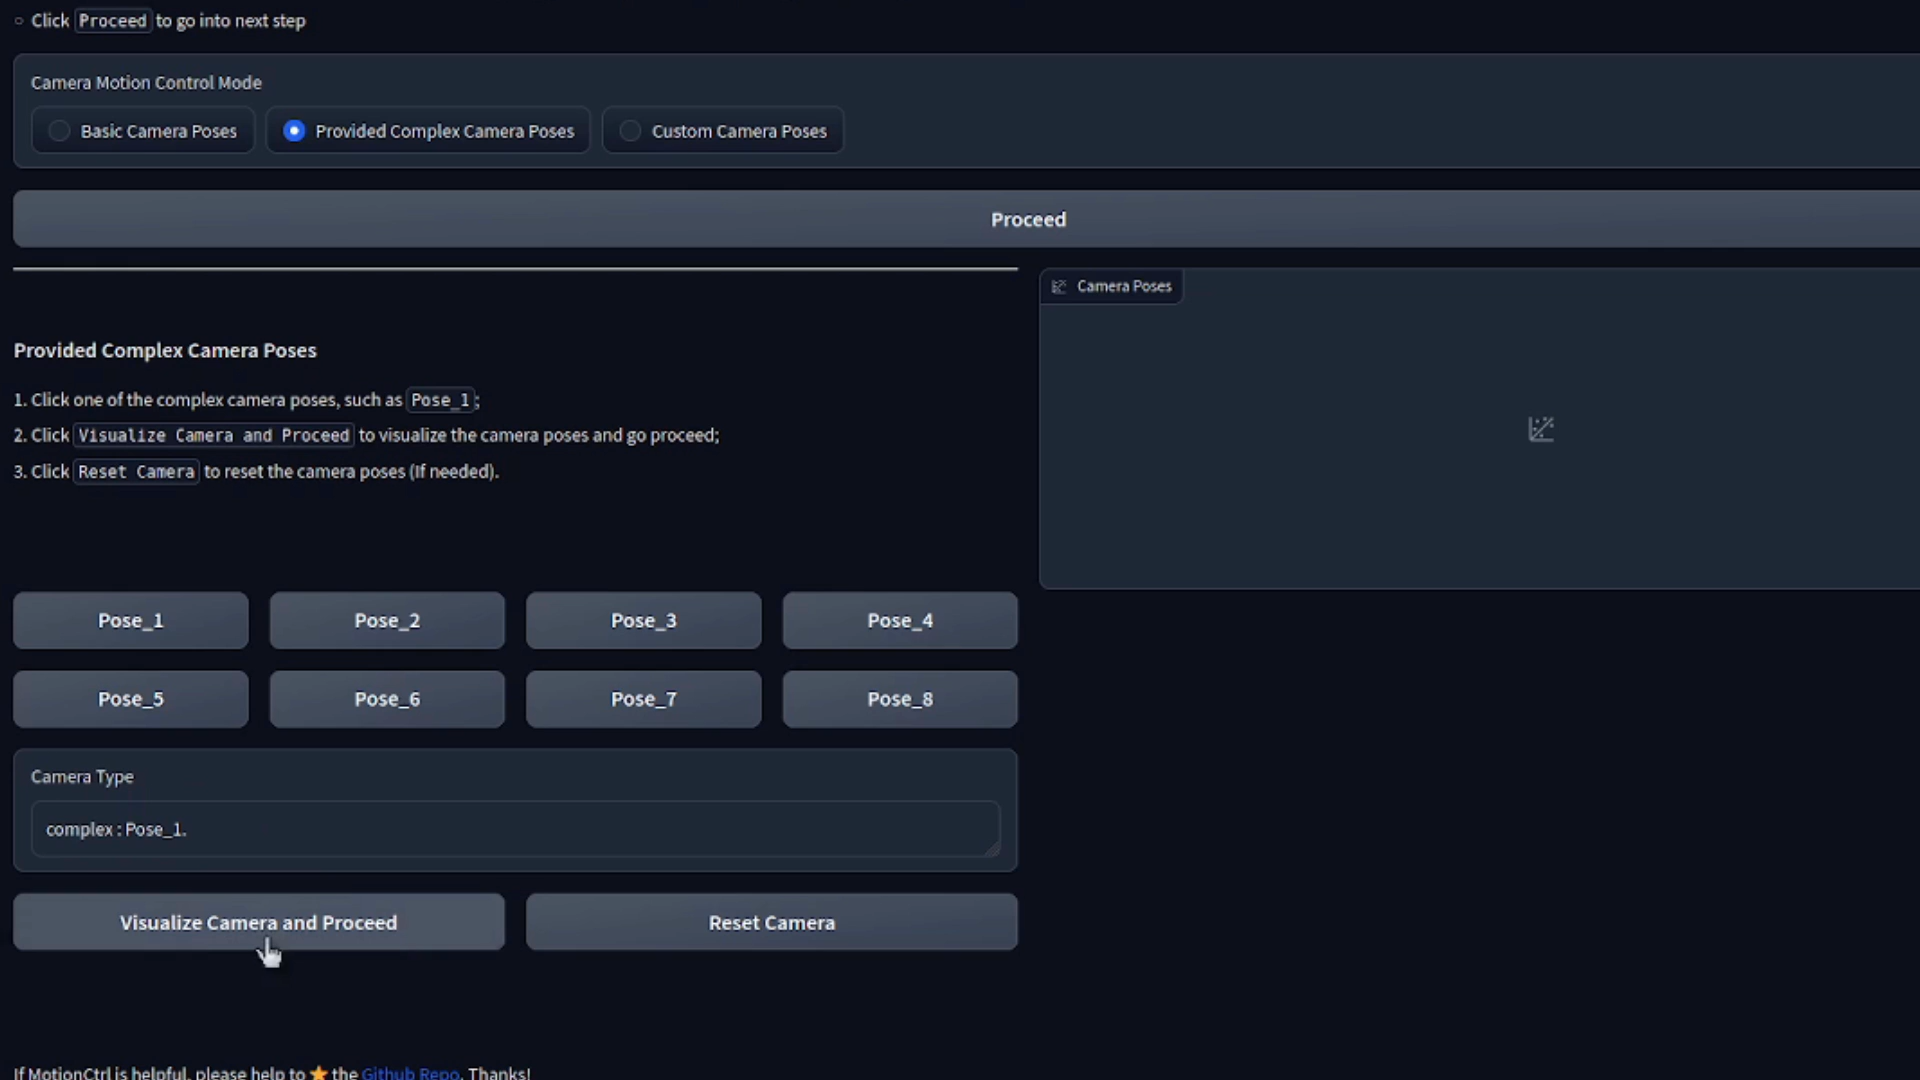 Click Proceed to go into next step
Camera Motion Control Mode
Basic Camera Poses
Provided Complex Camera Poses
Custom Camera Poses
Proceed
Camera Poses
Provided Complex Camera Poses
1. Click one of the complex camera poses, such as Pose_1;
2. Click Visualize Camera and Proceed to visualize the camera poses and go proceed;
3. Click Reset Camera to reset the camera poses (If needed).
Pose_1
Pose_2
Pose_3
Pose_4
Pose_5
Pose_6
Pose_7
Pose_8
Camera Type
complex : Pose_1.
Visualize Camera and Proceed
Reset Camera
If MotionCtrl is helpful, please help to ⭐ the Github Repo. Thanks!